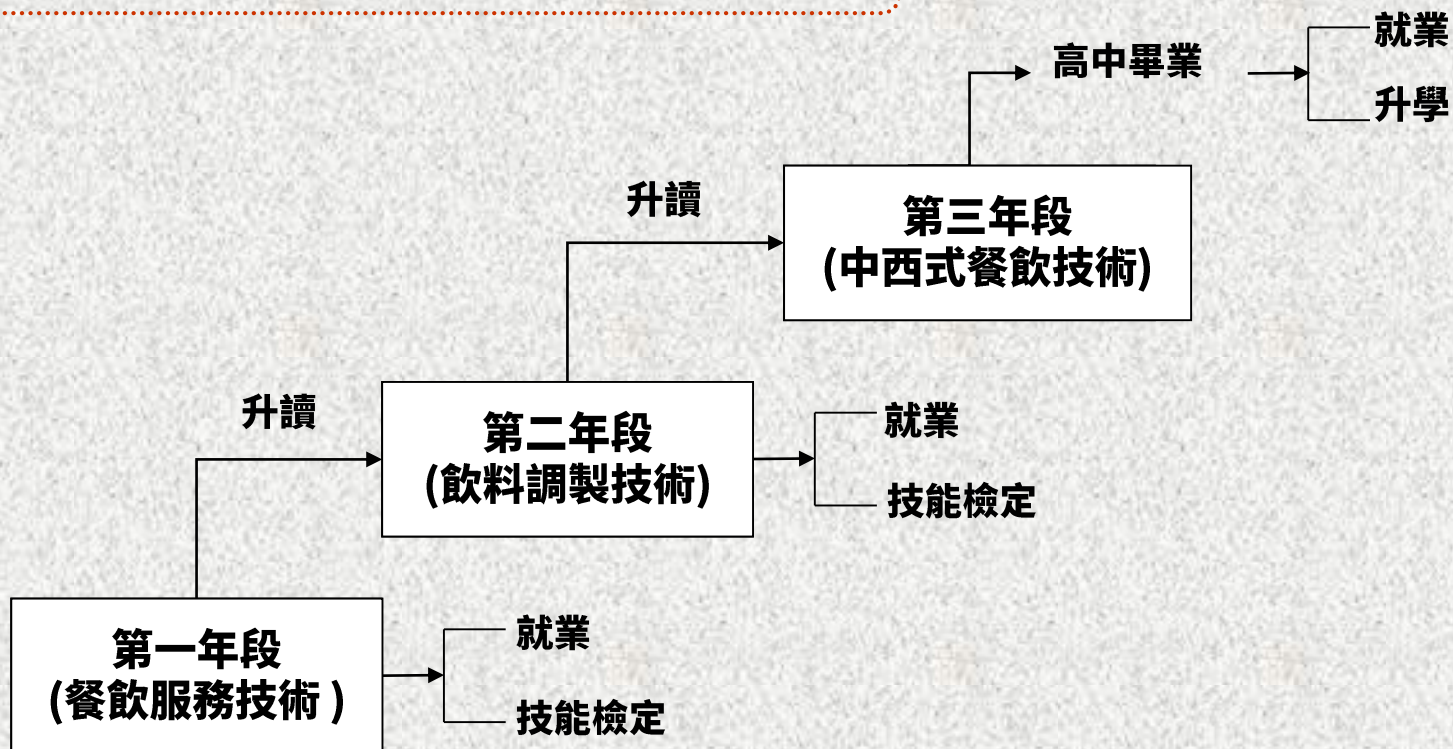 就業
高中畢業
升學
升讀
第三年段
(中西式餐飲技術)
升讀
第二年段
(飲料調製技術)
就業
技能檢定
第一年段
(餐飲服務技術 )
就業
技能檢定